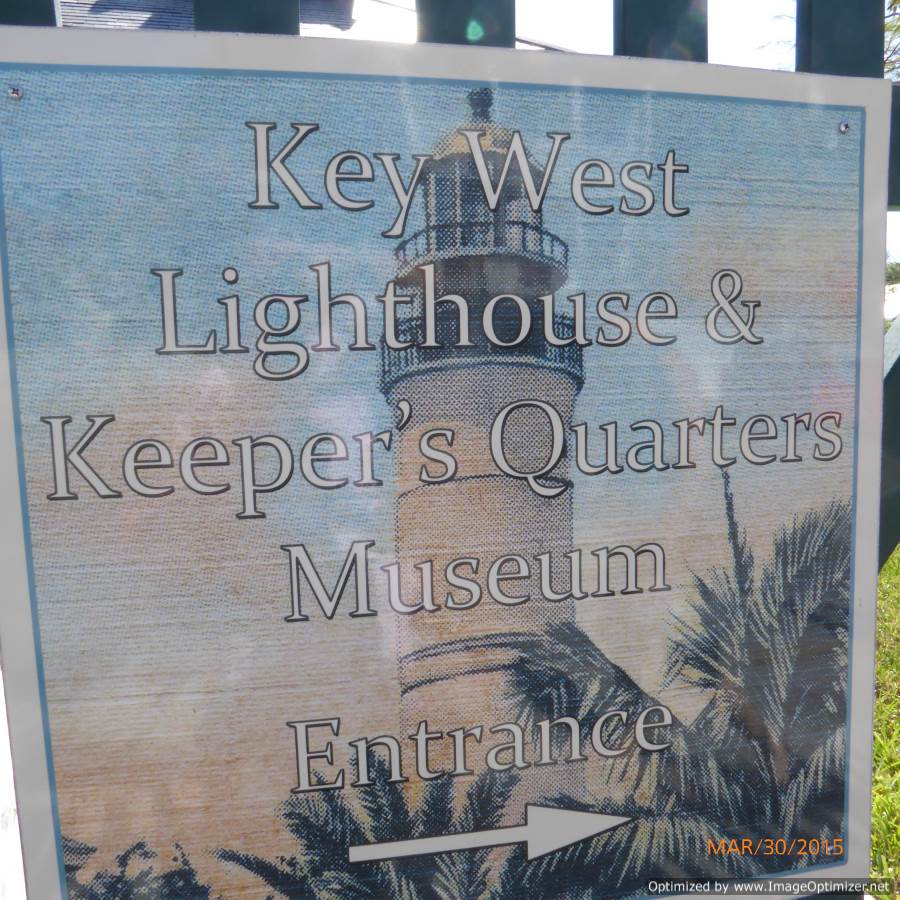 Key West
Lighthouse &
Keeper's Quarters
Museum
Entrance
MAR/30/2015
Optimized by www.ImageOptimizer.net